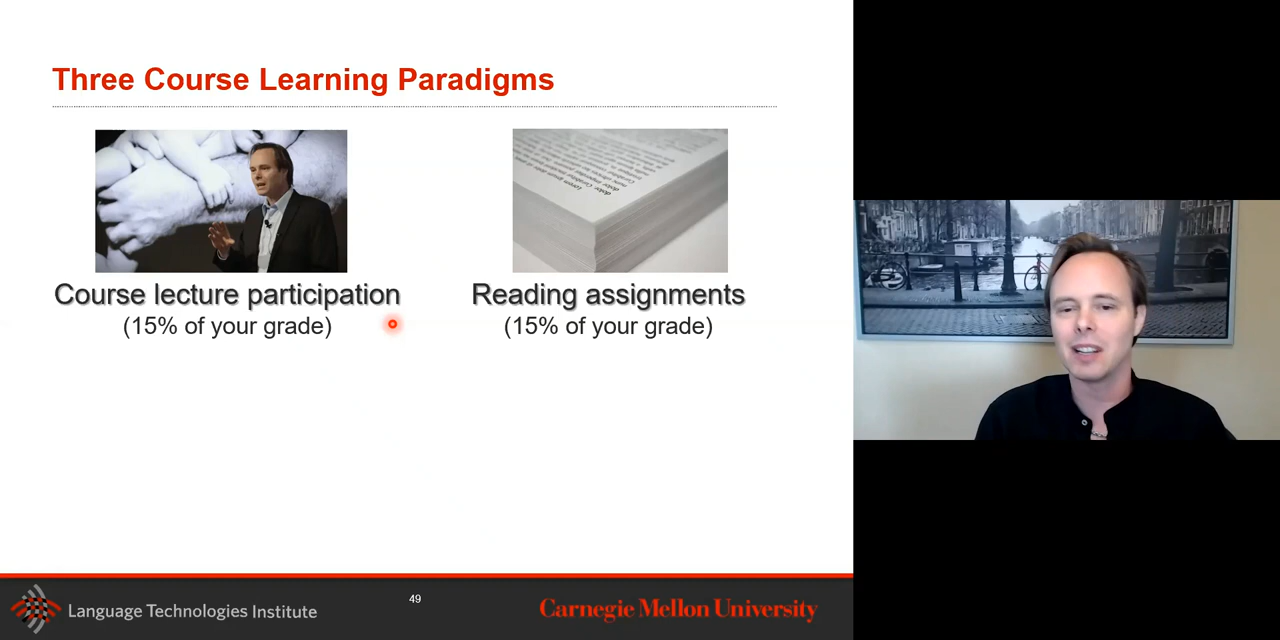 Three Course Learning Paradigms
Course lecture participation
(15% of your grade)
Reading assignments
(15% of your grade)
Language Technologies Institute
49
Carnegie Mellon University